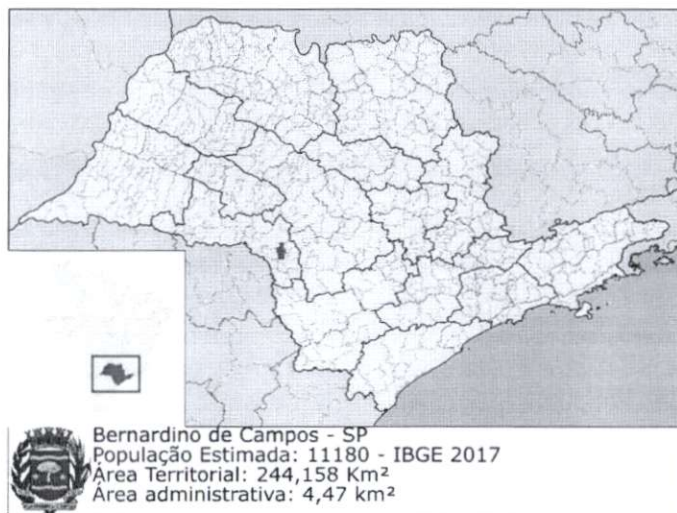 Bernardino de Campos - SP
População Estimada: 11180 - IBGE 2017
Área Territorial: 244,158 Km²
Área administrativa: 4,47 km²